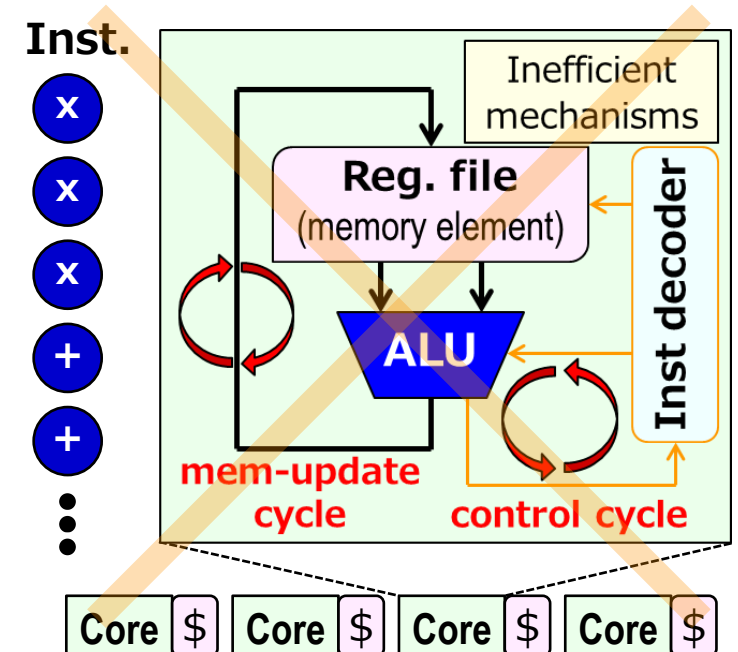 Inst.
x
x
x
+
+
Inefficient
mechanisms
Reg. file
(memory element)
Inst decoder
ALU
mem-update
cycle
control cycle
Core $ Core $ Core $ Core $